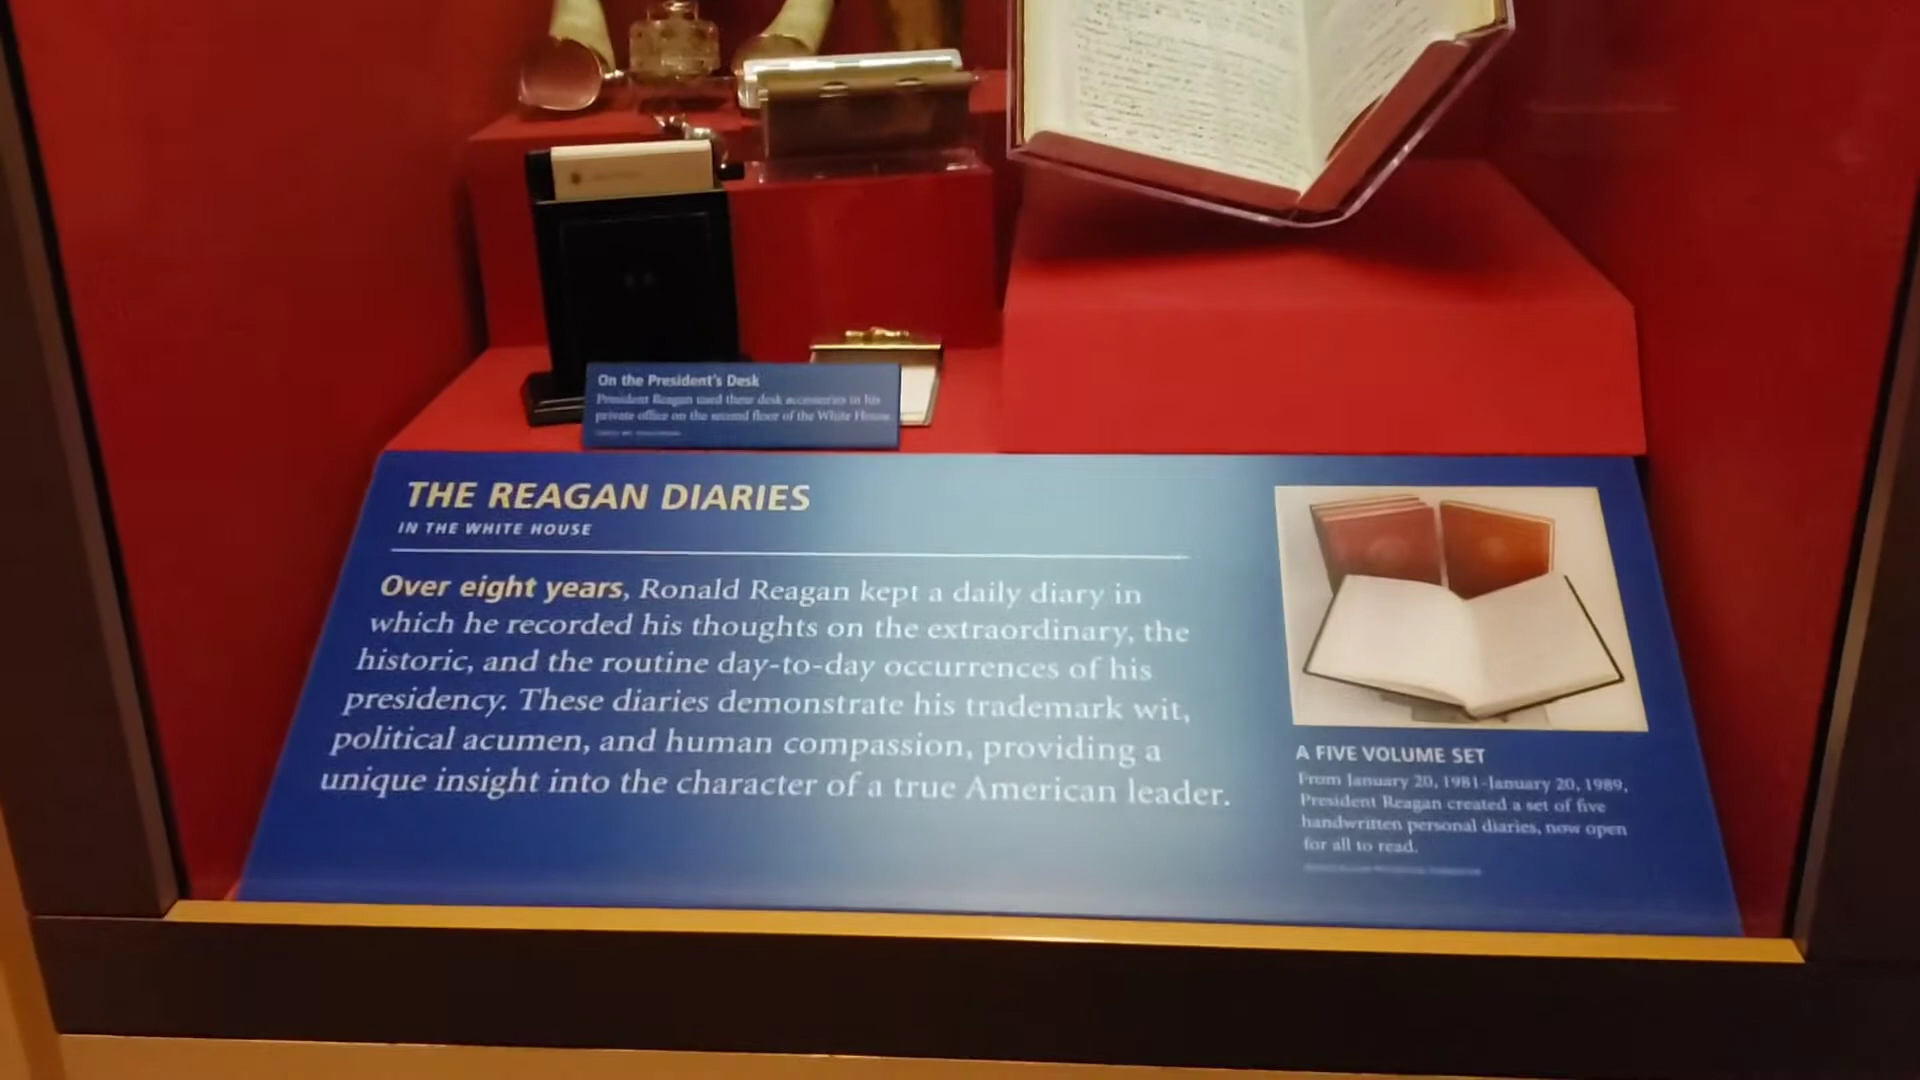 On the President's Desk
President Reagan used these desk accessories in his
private office on the second floor of the White House.
THE REAGAN DIARIES
IN THE WHITE HOUSE
Over eight years, Ronald Reagan kept a daily diary in
which he recorded his thoughts on the extraordinary, the
historic, and the routine day-to-day occurrences of his
presidency. These diaries demonstrate his trademark wit,
political acumen, and human compassion, providing a
unique insight into the character of a true American leader.
A FIVE VOLUME SET
From January 20, 1981–January 20, 1989,
President Reagan created a set of five
handwritten personal diaries, now open
for all to read.